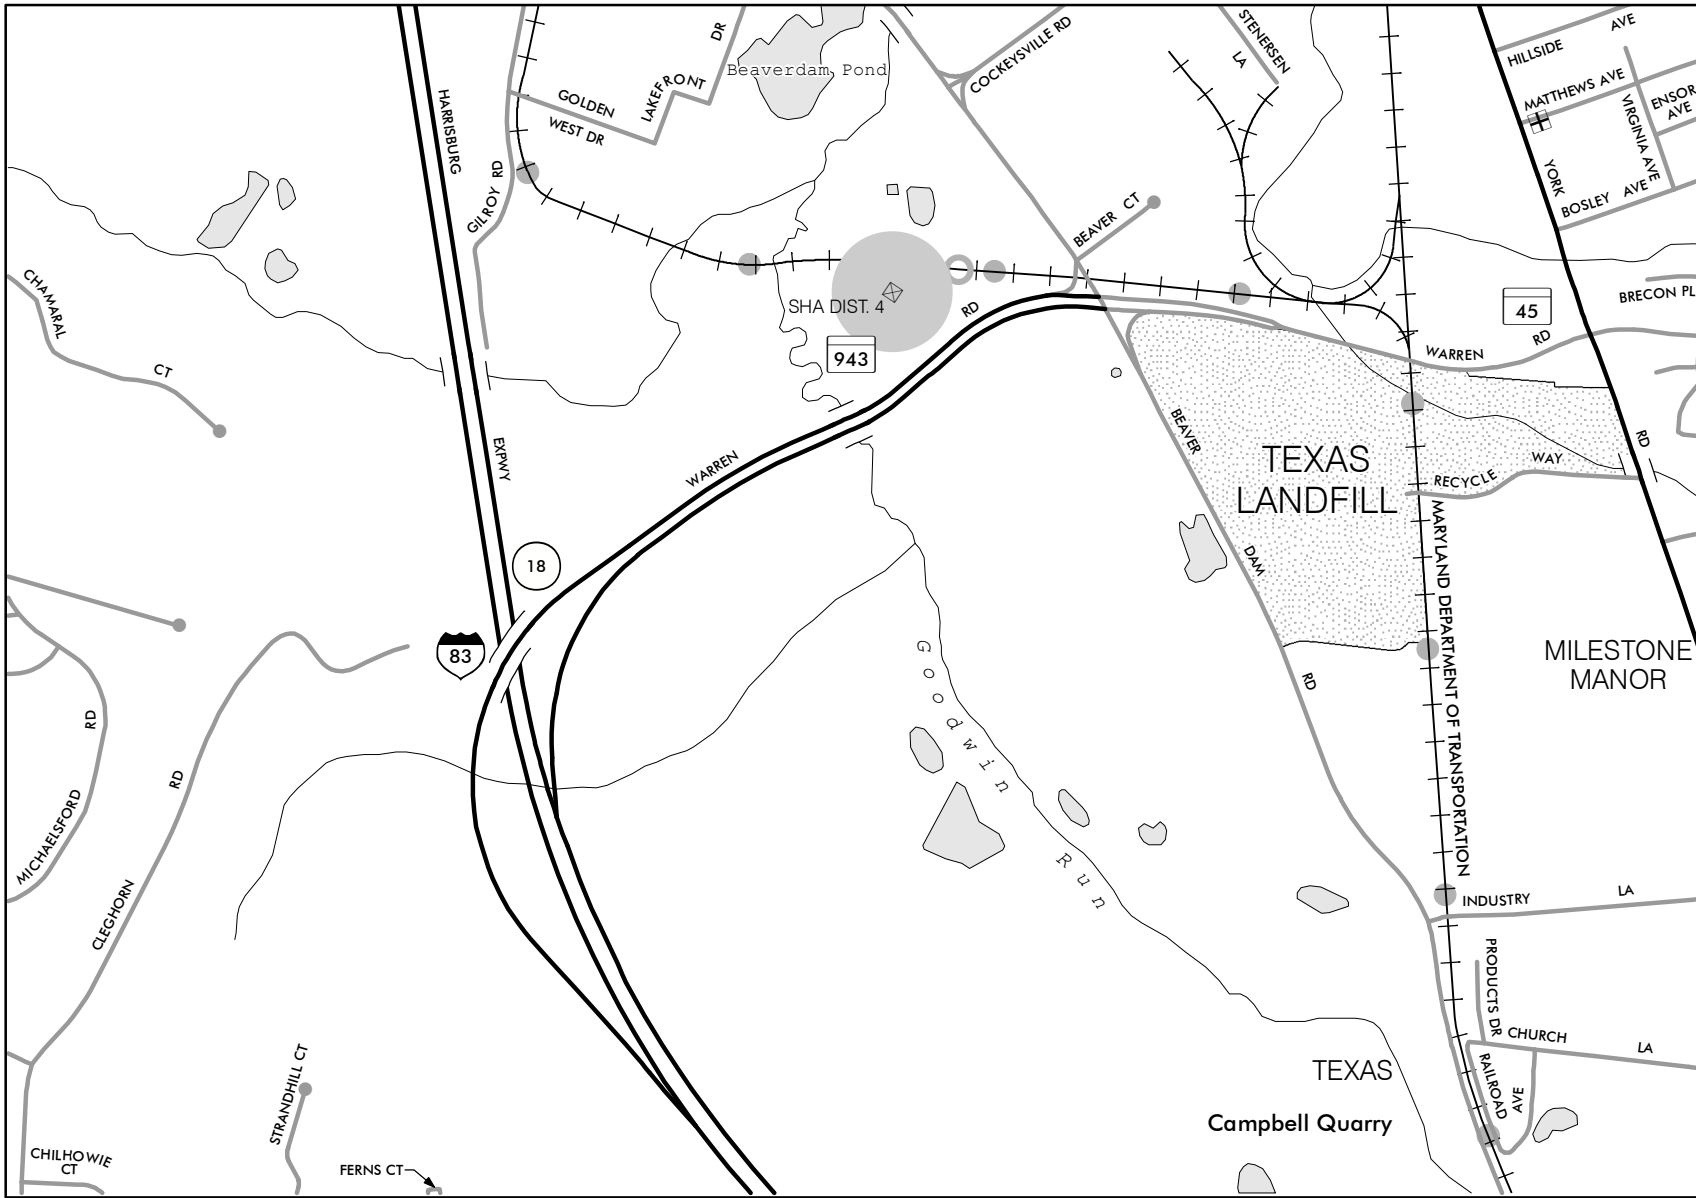 HARRISBURG
EXPWY
GOLDEN
WEST DR
LAKEFRONT
DR
Beaverdam Pond
COCKEYSVILLE RD
STENERSEN
LA
HILLSIDE AVE
MATTHEWS AVE
VIRGINIA AVE
ENSOR
AVE
YORK
RD
BOSLEY AVE
GILROY RD
BEAVER CT
CHAMARAL
CT
SHA DIST. 4
943
RD
45
BRECON PL
WARREN
RD
WARREN
BEAVER
DAM
RD
TEXAS
LANDFILL
RECYCLE WAY
MARYLAND DEPARTMENT OF TRANSPORTATION
18
83
Goodwin
Run
MILESTONE
MANOR
RD
MICHAELSFORD
RD
CLEGHORN
INDUSTRY LA
PRODUCTS DR
CHURCH LA
RAILROAD
AVE
TEXAS
Campbell Quarry
STRANDHILL CT
CHILHOWIE
CT
FERNS CT